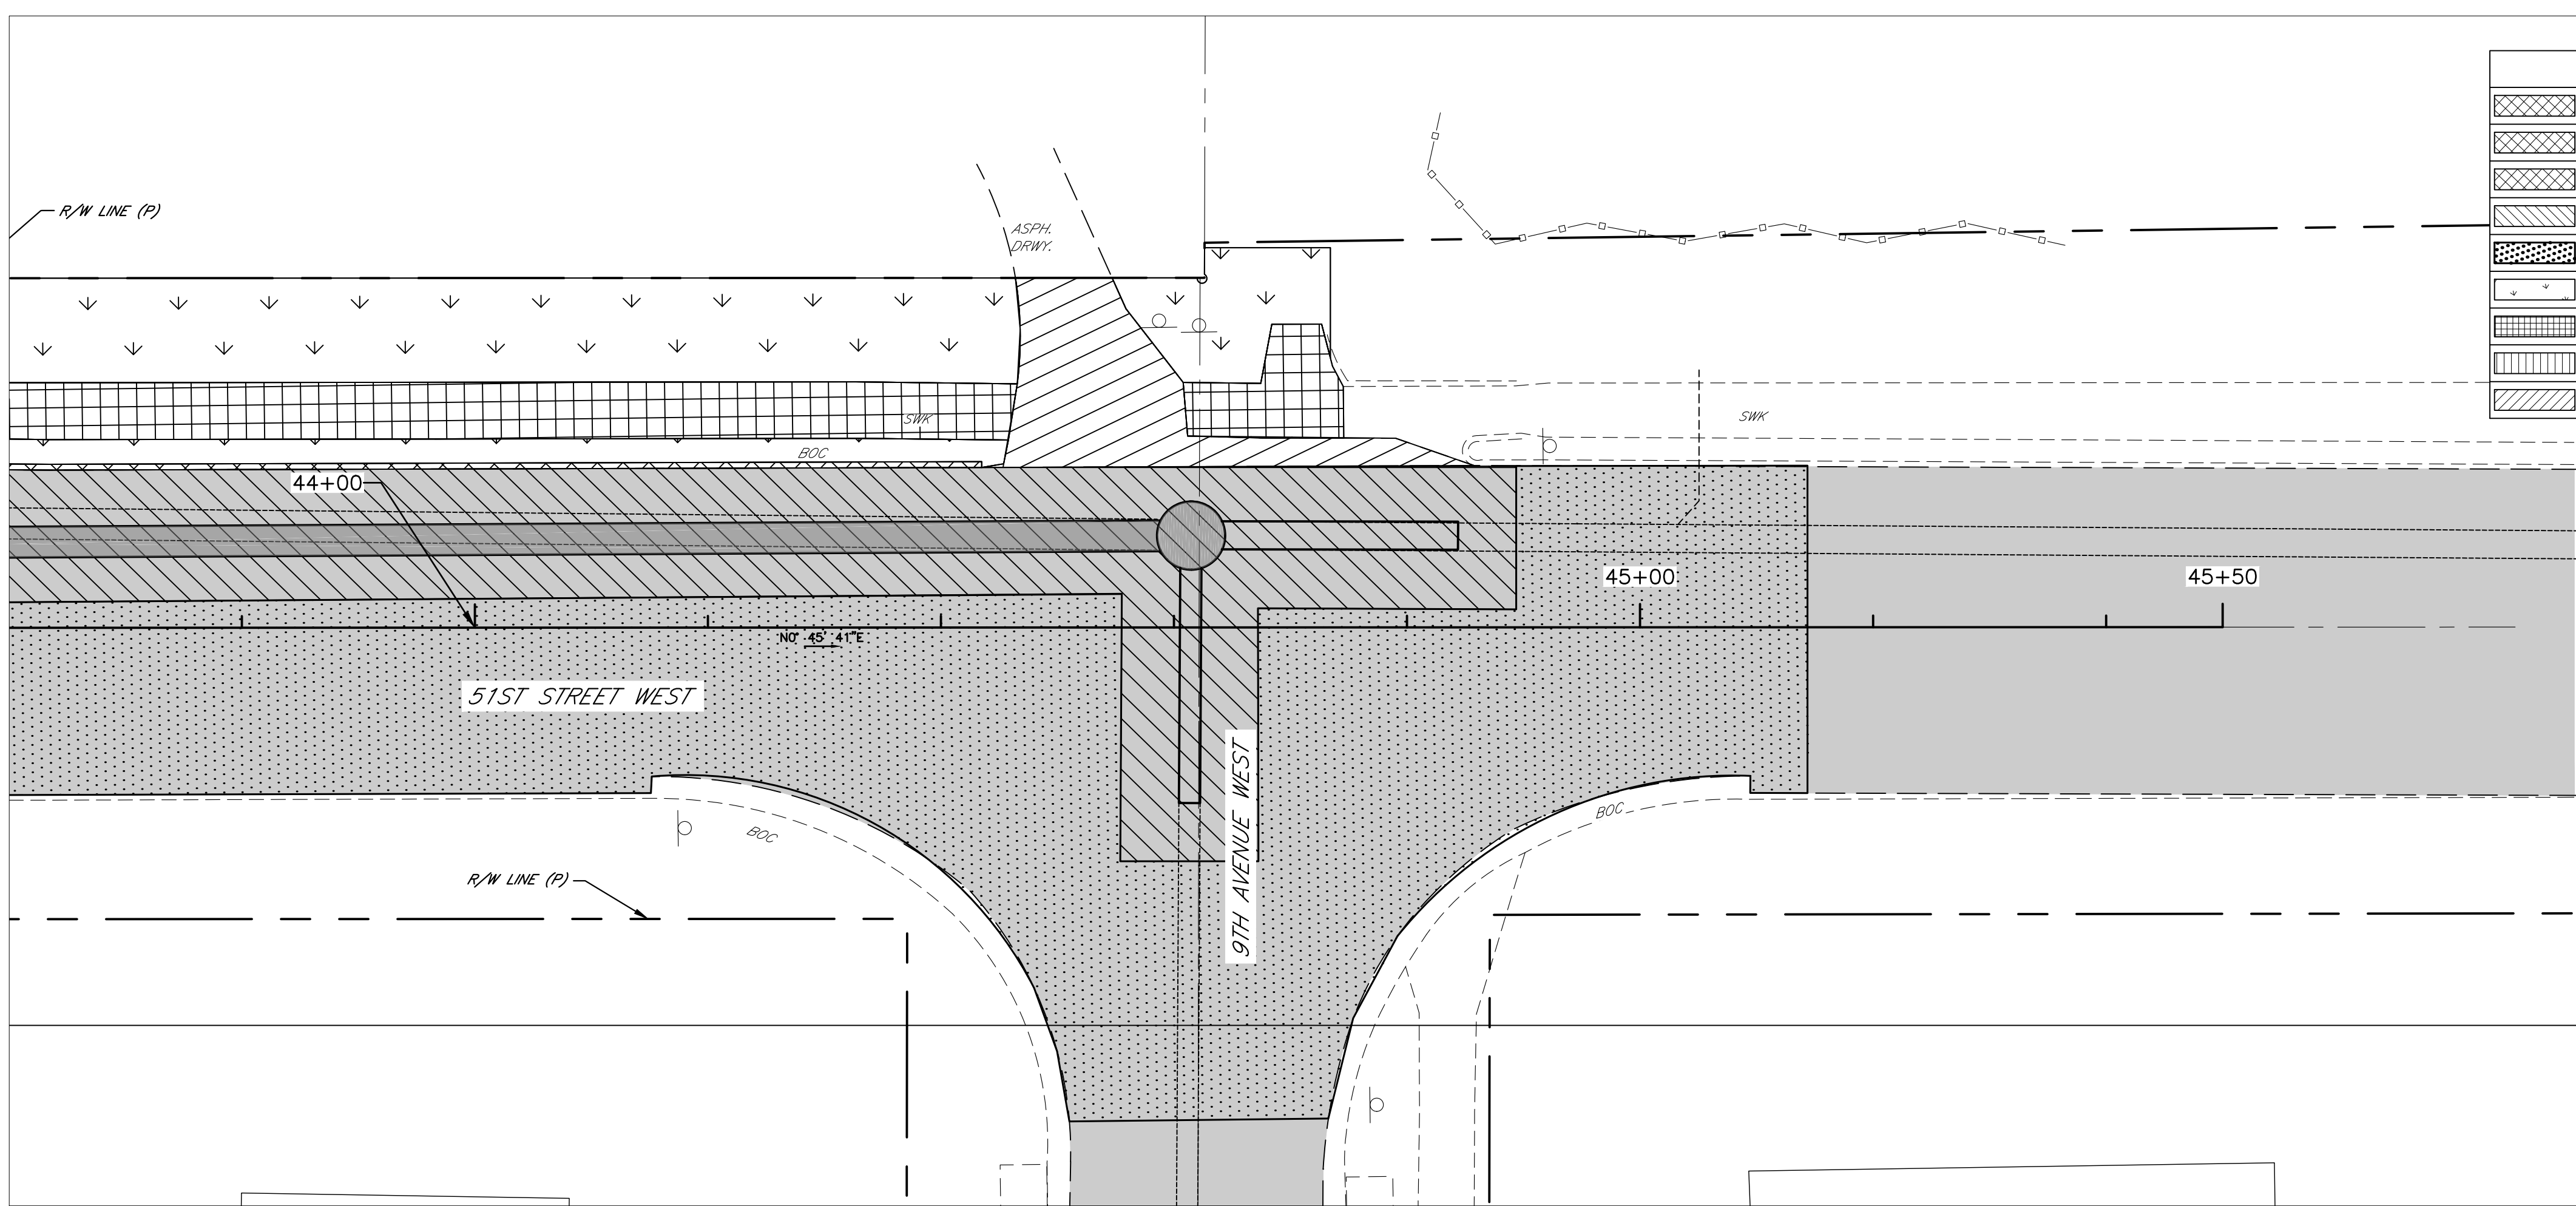 R/W LINE (P)
ASPH.
DRWY.
SWK
SWK
BOC
44+00
45+00
45+50
N0° 45' 41"E
51ST STREET WEST
9TH AVENUE WEST
BOC
BOC
R/W LINE (P)